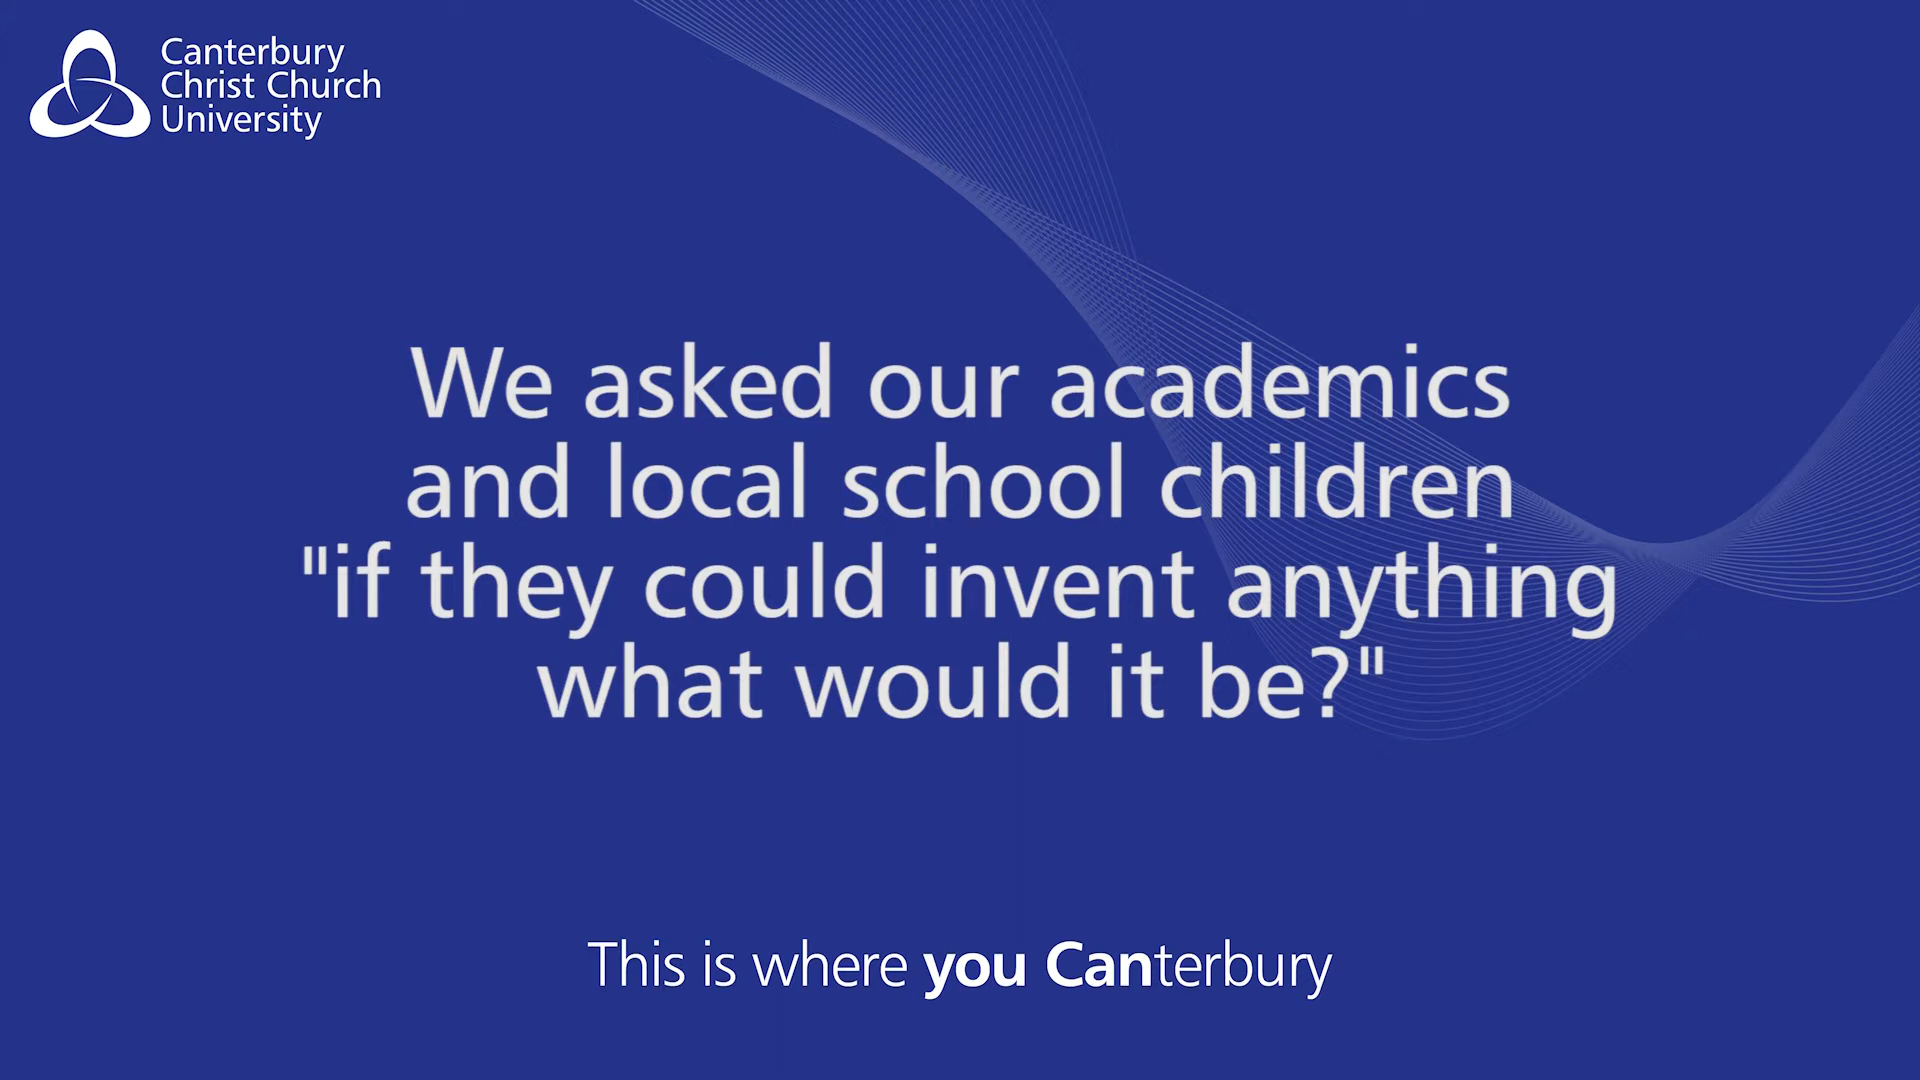 Canterbury
Christ Church
University
We asked our academics
and local school children
"if they could invent anything
what would it be?"
This is where you Canterbury